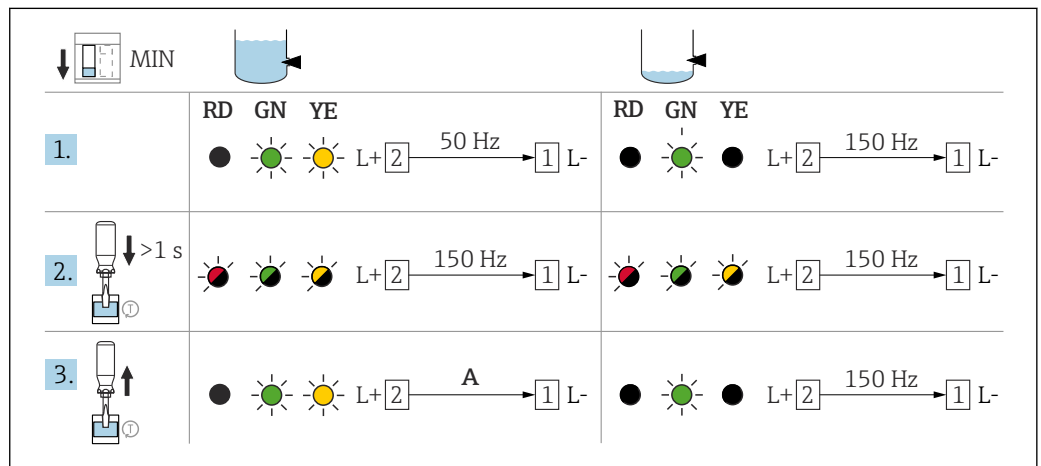 MIN
RD GN YE
RD GN YE
1.
L+ 2 50 Hz 1 L-
L+ 2 150 Hz 1 L-
2.
>1 s
T
L+ 2 150 Hz 1 L-
L+ 2 150 Hz 1 L-
3.
T
L+ 2 A 1 L-
L+ 2 150 Hz 1 L-